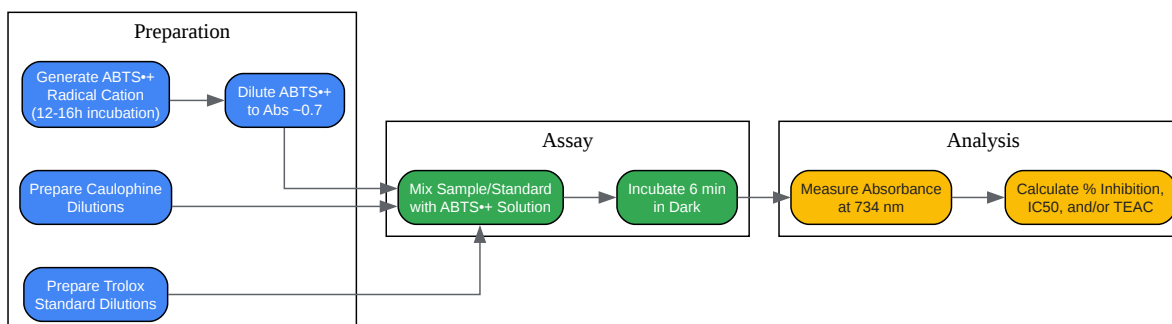 Preparation
Generate ABTS•+
Radical Cation
(12-16h incubation)
Dilute ABTS•+
to Abs ~0.7
Prepare Caulophine
Dilutions
Prepare Trolox
Standard Dilutions
Assay
Mix Sample/Standard
with ABTS•+ Solution
Incubate 6 min
in Dark
Analysis
Measure Absorbance
at 734 nm
Calculate % Inhibition,
IC50, and/or TEAC